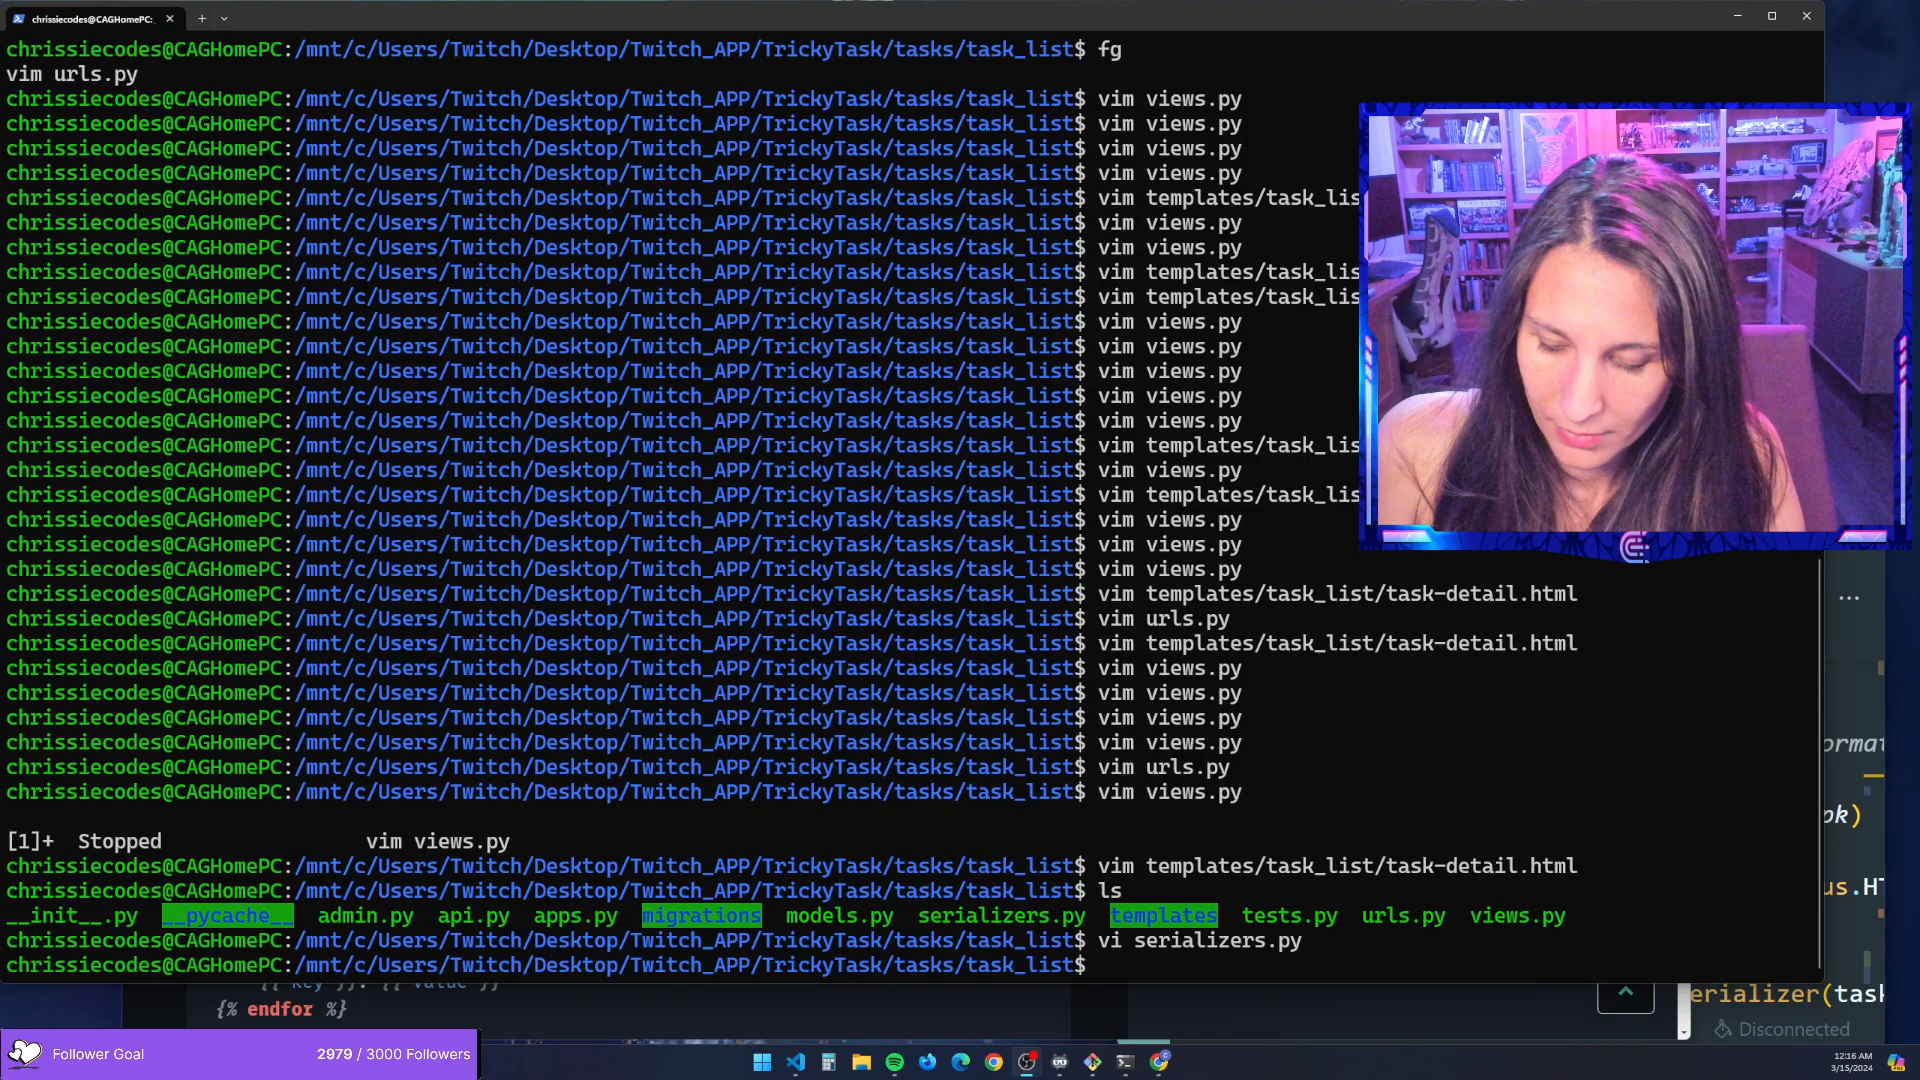 chrissiecodes@CAGHomePC:
chrissiecodes@CAGHomePC:/mnt/c/Users/Twitch/Desktop/Twitch_APP/TrickyTask/tasks/task_list$ fg
vim urls.py
chrissiecodes@CAGHomePC:/mnt/c/Users/Twitch/Desktop/Twitch_APP/TrickyTask/tasks/task_list$ vim views.py
chrissiecodes@CAGHomePC:/mnt/c/Users/Twitch/Desktop/Twitch_APP/TrickyTask/tasks/task_list$ vim views.py
chrissiecodes@CAGHomePC:/mnt/c/Users/Twitch/Desktop/Twitch_APP/TrickyTask/tasks/task_list$ vim views.py
chrissiecodes@CAGHomePC:/mnt/c/Users/Twitch/Desktop/Twitch_APP/TrickyTask/tasks/task_list$ vim views.py
chrissiecodes@CAGHomePC:/mnt/c/Users/Twitch/Desktop/Twitch_APP/TrickyTask/tasks/task_list$ vim templates/task_lis
chrissiecodes@CAGHomePC:/mnt/c/Users/Twitch/Desktop/Twitch_APP/TrickyTask/tasks/task_list$ vim views.py
chrissiecodes@CAGHomePC:/mnt/c/Users/Twitch/Desktop/Twitch_APP/TrickyTask/tasks/task_list$ vim views.py
chrissiecodes@CAGHomePC:/mnt/c/Users/Twitch/Desktop/Twitch_APP/TrickyTask/tasks/task_list$ vim templates/task_lis
chrissiecodes@CAGHomePC:/mnt/c/Users/Twitch/Desktop/Twitch_APP/TrickyTask/tasks/task_list$ vim templates/task_lis
chrissiecodes@CAGHomePC:/mnt/c/Users/Twitch/Desktop/Twitch_APP/TrickyTask/tasks/task_list$ vim views.py
chrissiecodes@CAGHomePC:/mnt/c/Users/Twitch/Desktop/Twitch_APP/TrickyTask/tasks/task_list$ vim views.py
chrissiecodes@CAGHomePC:/mnt/c/Users/Twitch/Desktop/Twitch_APP/TrickyTask/tasks/task_list$ vim views.py
chrissiecodes@CAGHomePC:/mnt/c/Users/Twitch/Desktop/Twitch_APP/TrickyTask/tasks/task_list$ vim views.py
chrissiecodes@CAGHomePC:/mnt/c/Users/Twitch/Desktop/Twitch_APP/TrickyTask/tasks/task_list$ vim views.py
chrissiecodes@CAGHomePC:/mnt/c/Users/Twitch/Desktop/Twitch_APP/TrickyTask/tasks/task_list$ vim templates/task_lis
chrissiecodes@CAGHomePC:/mnt/c/Users/Twitch/Desktop/Twitch_APP/TrickyTask/tasks/task_list$ vim views.py
chrissiecodes@CAGHomePC:/mnt/c/Users/Twitch/Desktop/Twitch_APP/TrickyTask/tasks/task_list$ vim templates/task_lis
chrissiecodes@CAGHomePC:/mnt/c/Users/Twitch/Desktop/Twitch_APP/TrickyTask/tasks/task_list$ vim views.py
chrissiecodes@CAGHomePC:/mnt/c/Users/Twitch/Desktop/Twitch_APP/TrickyTask/tasks/task_list$ vim views.py
chrissiecodes@CAGHomePC:/mnt/c/Users/Twitch/Desktop/Twitch_APP/TrickyTask/tasks/task_list$ vim views.py
chrissiecodes@CAGHomePC:/mnt/c/Users/Twitch/Desktop/Twitch_APP/TrickyTask/tasks/task_list$ vim templates/task_list/task-detail.html
chrissiecodes@CAGHomePC:/mnt/c/Users/Twitch/Desktop/Twitch_APP/TrickyTask/tasks/task_list$ vim urls.py
chrissiecodes@CAGHomePC:/mnt/c/Users/Twitch/Desktop/Twitch_APP/TrickyTask/tasks/task_list$ vim templates/task_list/task-detail.html
chrissiecodes@CAGHomePC:/mnt/c/Users/Twitch/Desktop/Twitch_APP/TrickyTask/tasks/task_list$ vim views.py
chrissiecodes@CAGHomePC:/mnt/c/Users/Twitch/Desktop/Twitch_APP/TrickyTask/tasks/task_list$ vim views.py
chrissiecodes@CAGHomePC:/mnt/c/Users/Twitch/Desktop/Twitch_APP/TrickyTask/tasks/task_list$ vim views.py
chrissiecodes@CAGHomePC:/mnt/c/Users/Twitch/Desktop/Twitch_APP/TrickyTask/tasks/task_list$ vim views.py
chrissiecodes@CAGHomePC:/mnt/c/Users/Twitch/Desktop/Twitch_APP/TrickyTask/tasks/task_list$ vim urls.py
chrissiecodes@CAGHomePC:/mnt/c/Users/Twitch/Desktop/Twitch_APP/TrickyTask/tasks/task_list$ vim views.py
[1]+  Stopped                 vim views.py
chrissiecodes@CAGHomePC:/mnt/c/Users/Twitch/Desktop/Twitch_APP/TrickyTask/tasks/task_list$ vim templates/task_list/task-detail.html
chrissiecodes@CAGHomePC:/mnt/c/Users/Twitch/Desktop/Twitch_APP/TrickyTask/tasks/task_list$ ls
__init__.py  __pycache__  admin.py  api.py  apps.py  migrations  models.py  serializers.py  templates  tests.py  urls.py  views.py
chrissiecodes@CAGHomePC:/mnt/c/Users/Twitch/Desktop/Twitch_APP/TrickyTask/tasks/task_list$ vi serializers.py
chrissiecodes@CAGHomePC:/mnt/c/Users/Twitch/Desktop/Twitch_APP/TrickyTask/tasks/task_list$
...
ormat
pk)
us.HT
erializer(task
Disconnected
{% endfor %}
Follower Goal 2979 / 3000 Followers
12:16 AM
3/15/2024